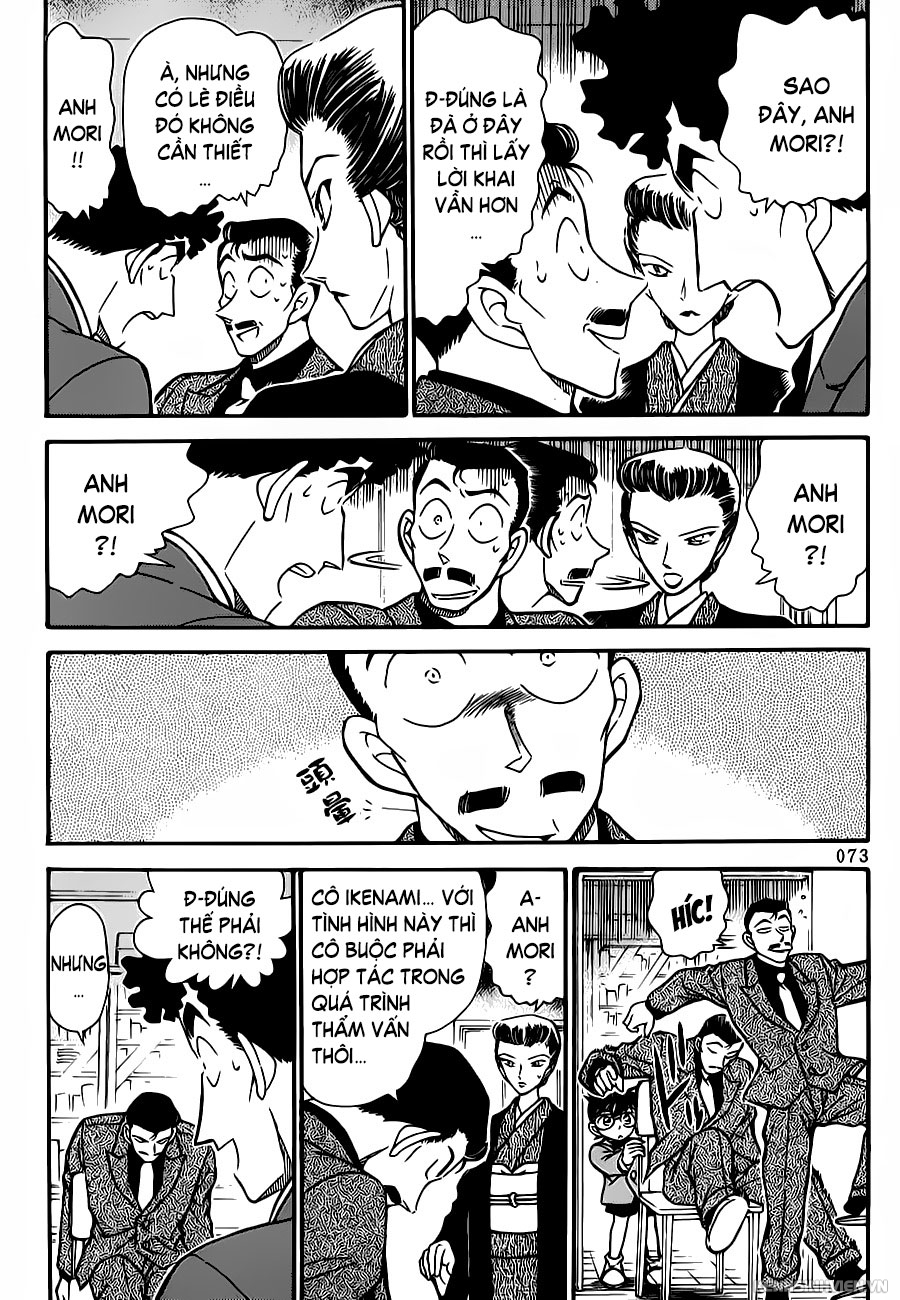 SAO
ĐÂY, ANH
MORI?!
Đ-ĐÚNG LÀ
ĐÃ Ở ĐÂY
RỒI THÌ LẤY
LỜI KHAI
VẪN HƠN
...
À, NHƯNG
CÓ LẼ ĐIỀU
ĐÓ KHÔNG
CẦN THIẾT
...
ANH
MORI
!!
ANH
MORI
?!
ANH
MORI
?!
頭
暈
073
HÍC!
A-
ANH
MORI
?
CÔ IKENAMI... VỚI
TÌNH HÌNH NÀY THÌ
CÔ BUỘC PHẢI
HỢP TÁC TRONG
QUÁ TRÌNH
THẨM VẤN
THÔI...
Đ-ĐÚNG
THẾ PHẢI
KHÔNG?!
NHƯNG
...